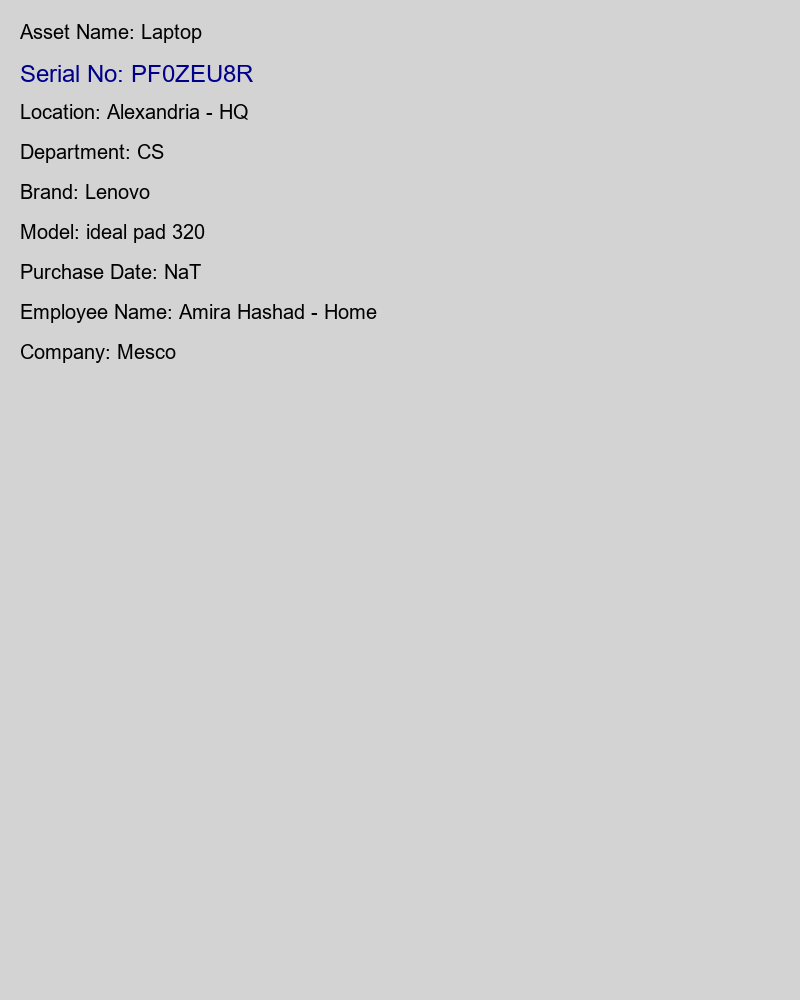 Asset Name: Laptop
Serial No: PF0ZEU8R
Location: Alexandria - HQ
Department: CS
Brand: Lenovo
Model: ideal pad 320
Purchase Date: NaT
Employee Name: Amira Hashad - Home
Company: Mesco